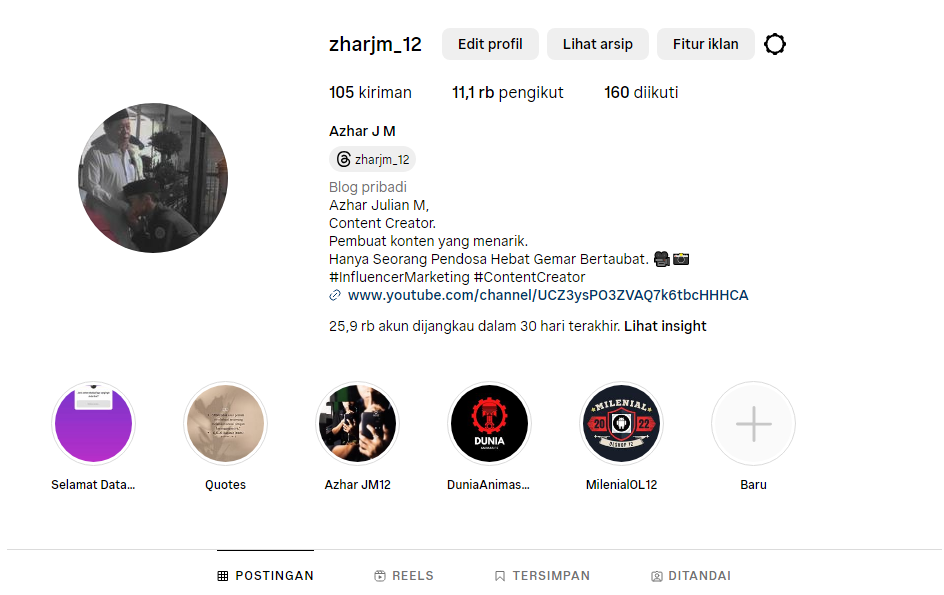 zharjm_12 Edit profil Lihat arsip Fitur iklan
105 kiriman 11,1 rb pengikut 160 diikuti
Azhar J M
zharjm_12
Blog pribadi
Azhar Julian M,
Content Creator.
Pembuat konten yang menarik.
Hanya Seorang Pendosa Hebat Gemar Bertaubat. 🎥📸
#InfluencerMarketing #ContentCreator
www.youtube.com/channel/UCZ3ysPO3ZVAQ7k6tbcHHHCA
25,9 rb akun dijangkau dalam 30 hari terakhir. Lihat insight
DUNIA
MILENIAL
20 22
Selamat Data... Quotes Azhar JM12 DuniaAnimas... MilenialOL12 Baru
POSTINGAN REELS TERSIMPAN DITANDAI